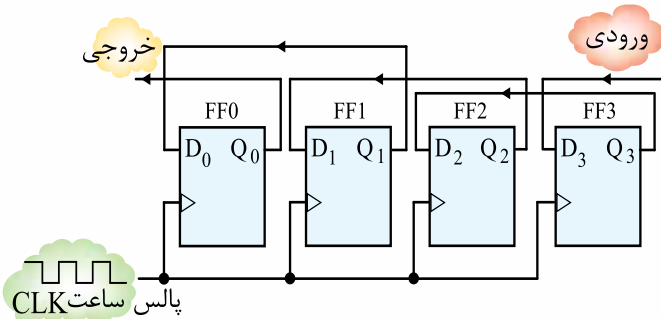 خروجی
ورودی
FF0
FF1
FF2
FF3
D0 Q0
D1 Q1
D2 Q2
D3 Q3
پالس ساعت CLK